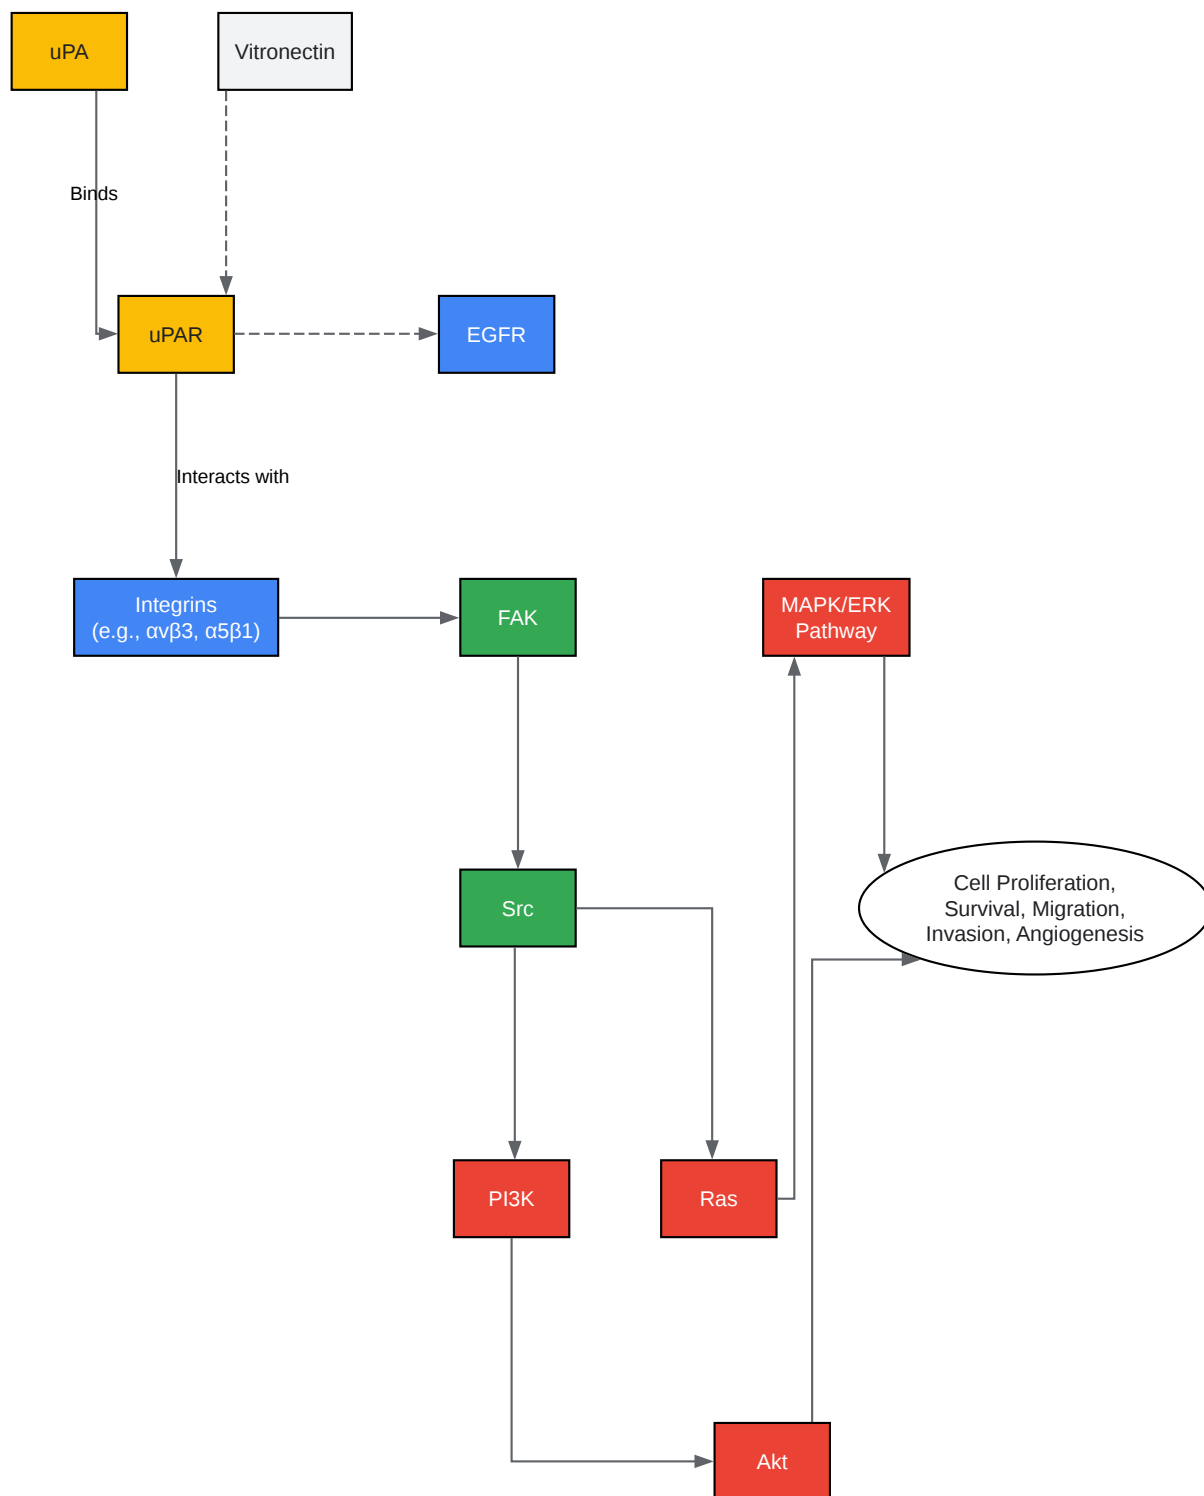 uPA
Vitronectin
Binds
uPAR
EGFR
Interacts with
Integrins
(e.g., αvβ3, α5β1)
FAK
MAPK/ERK
Pathway
Src
Cell Proliferation,
Survival, Migration,
Invasion, Angiogenesis
PI3K
Ras
Akt